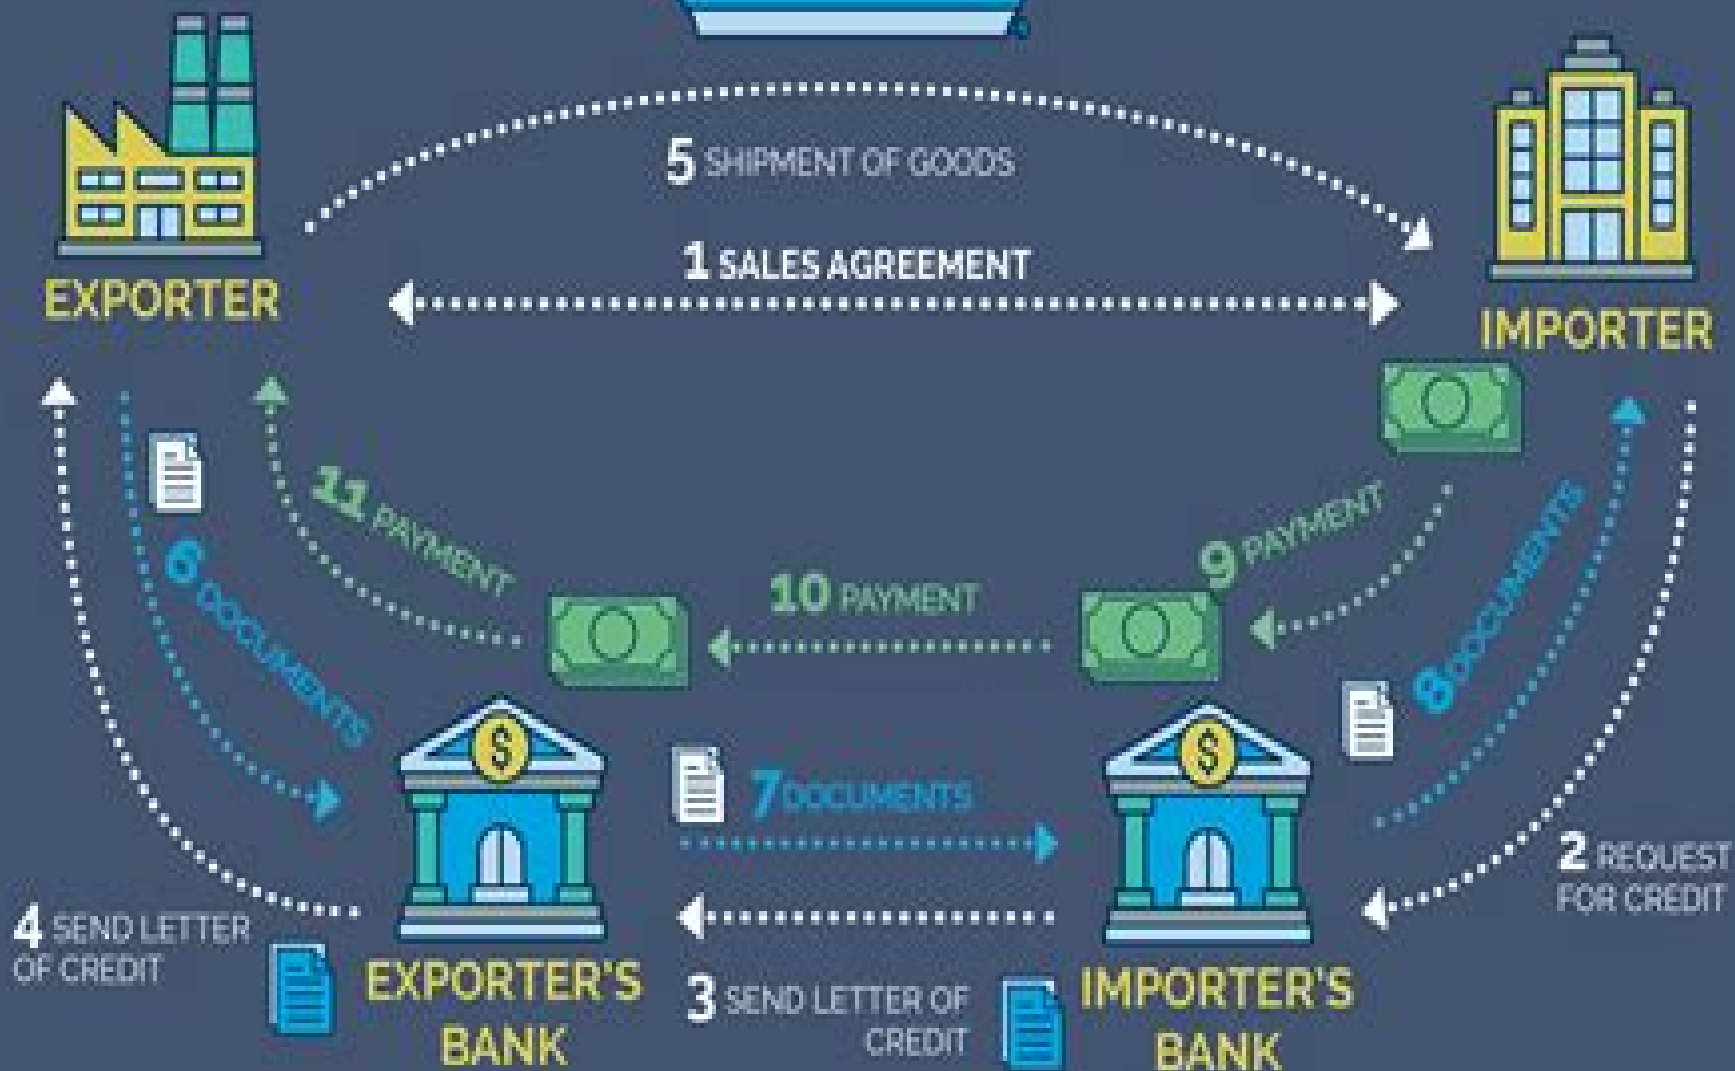 5 SHIPMENT OF GOODS
1 SALES AGREEMENT
EXPORTER
IMPORTER
11 PAYMENT
9 PAYMENT
6 DOCUMENTS
10 PAYMENT
8 DOCUMENTS
$
$
7 DOCUMENTS
2 REQUEST
FOR CREDIT
4 SEND LETTER
OF CREDIT
EXPORTER'S
BANK
3 SEND LETTER OF
CREDIT
IMPORTER'S
BANK